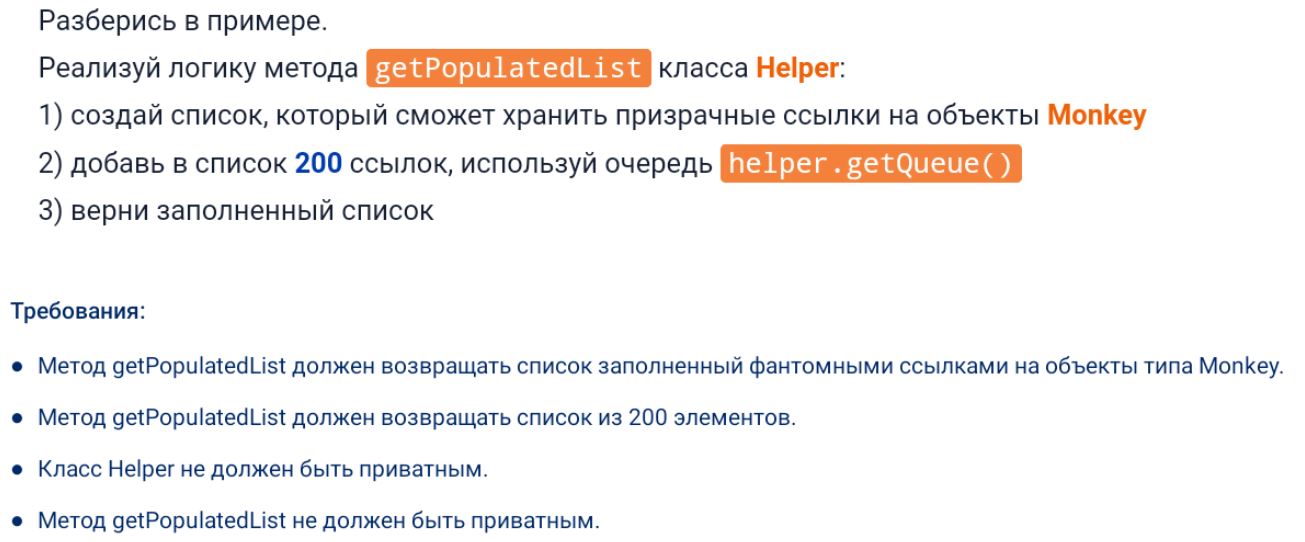 Разберись в примере.
Реализуй логику метода getPopulatedList класса Helper:
1) создай список, который сможет хранить призрачные ссылки на объекты Monkey
2) добавь в список 200 ссылок, используй очередь helper.getQueue()
3) верни заполненный список
Требования:
● Метод getPopulatedList должен возвращать список заполненный фантомными ссылками на объекты типа Monkey.
● Метод getPopulatedList должен возвращать список из 200 элементов.
● Класс Helper не должен быть приватным.
● Метод getPopulatedList не должен быть приватным.